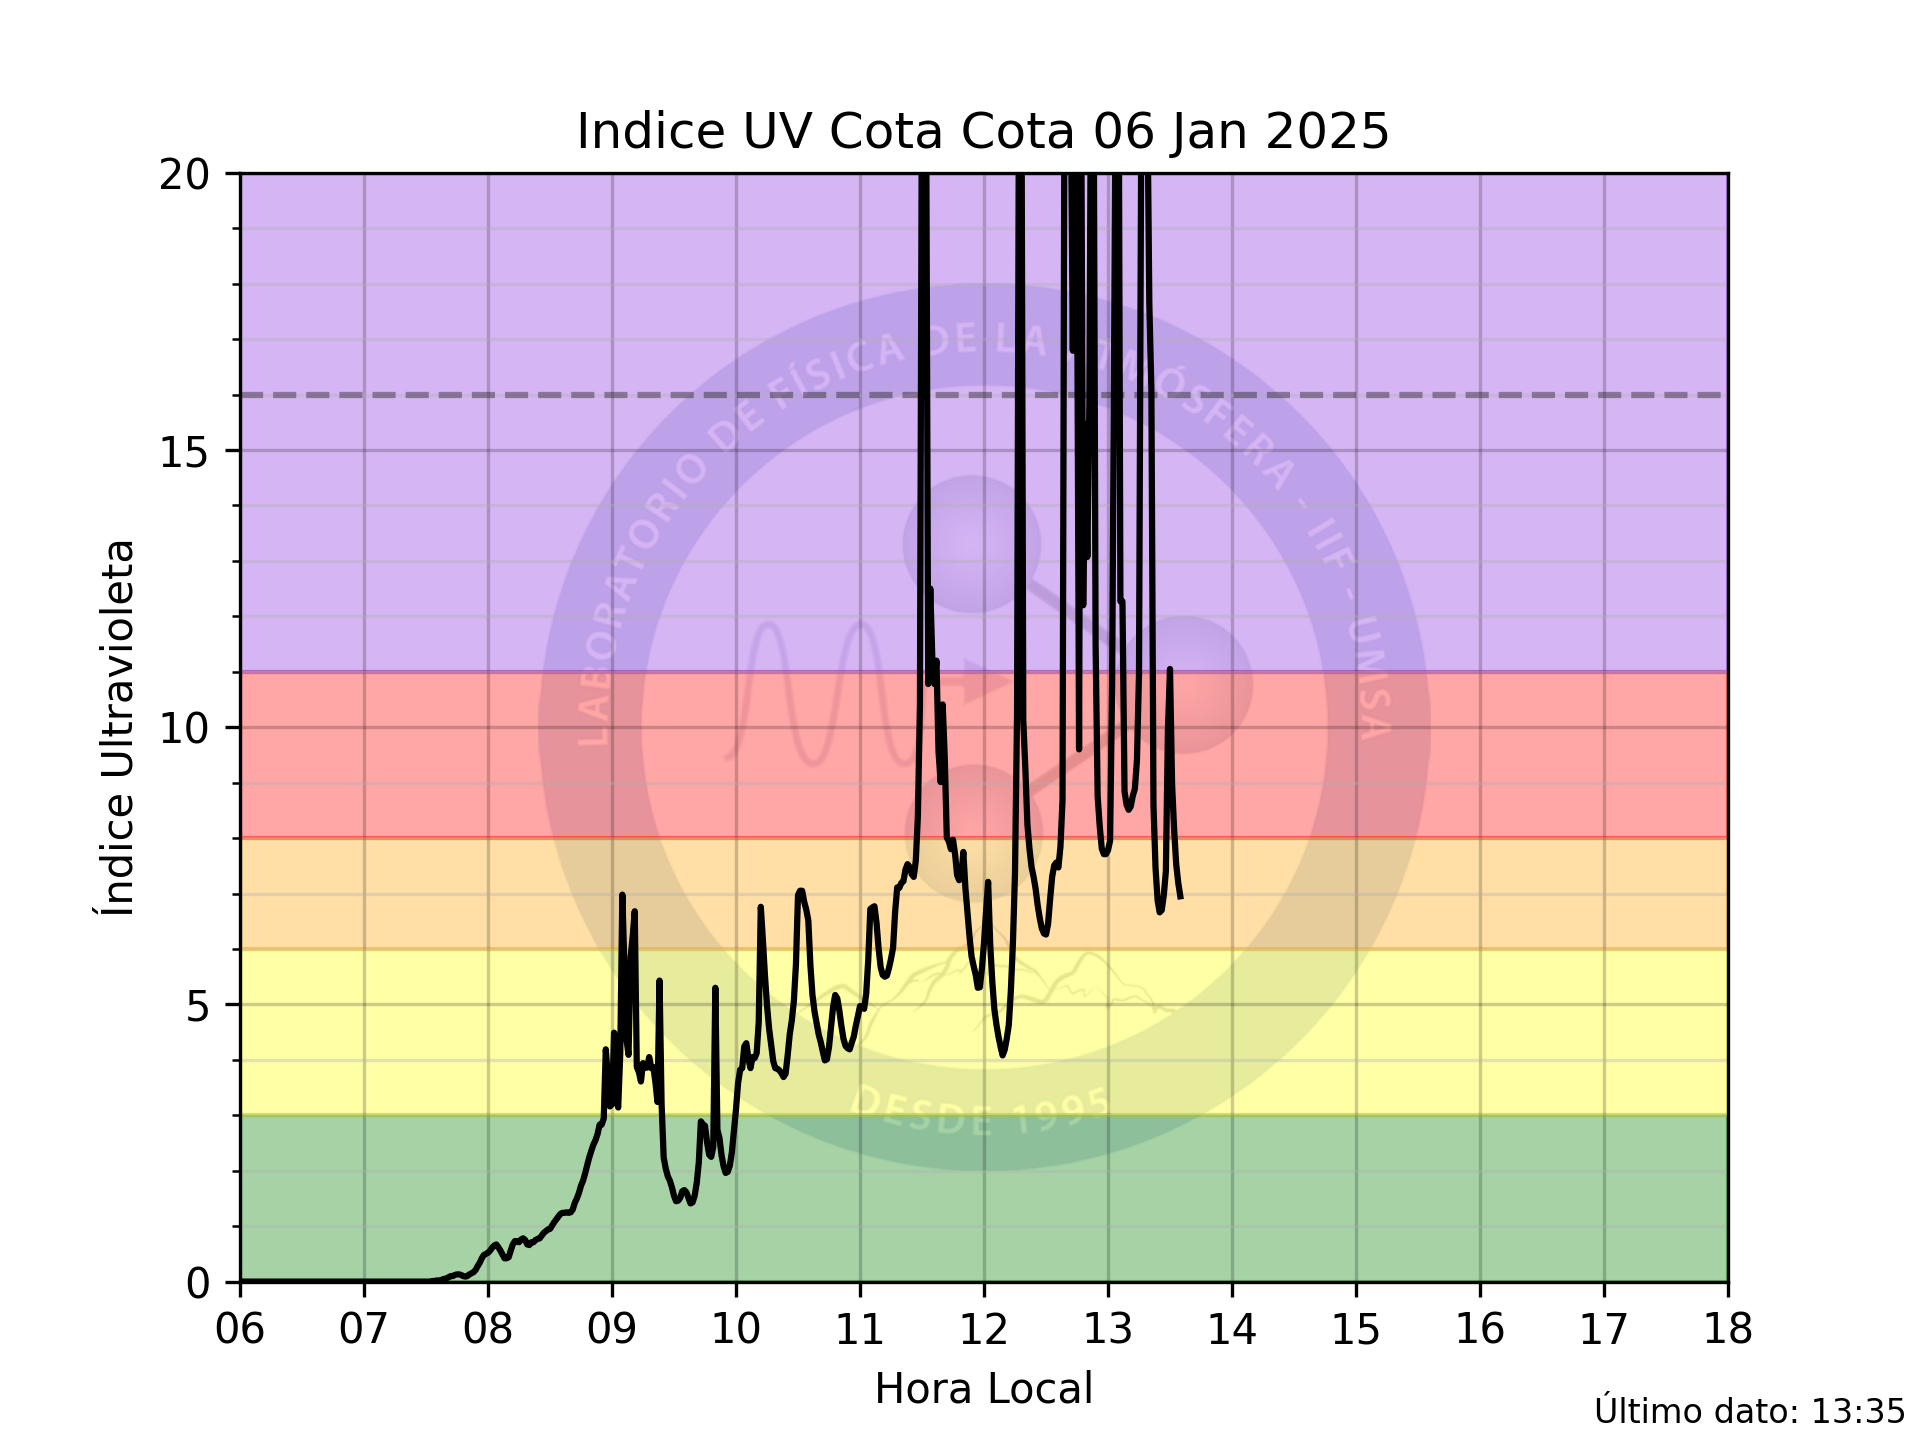 Indice UV Cota Cota 06 Jan 2025
20
15
10
5
0
Índice Ultravioleta
LABORATORIO DE FÍSICA DE LA ATMÓSFERA - IIF - UMSA
DESDE 1995
06 07 08 09 10 11 12 13 14 15 16 17 18
Hora Local
Último dato: 13:35